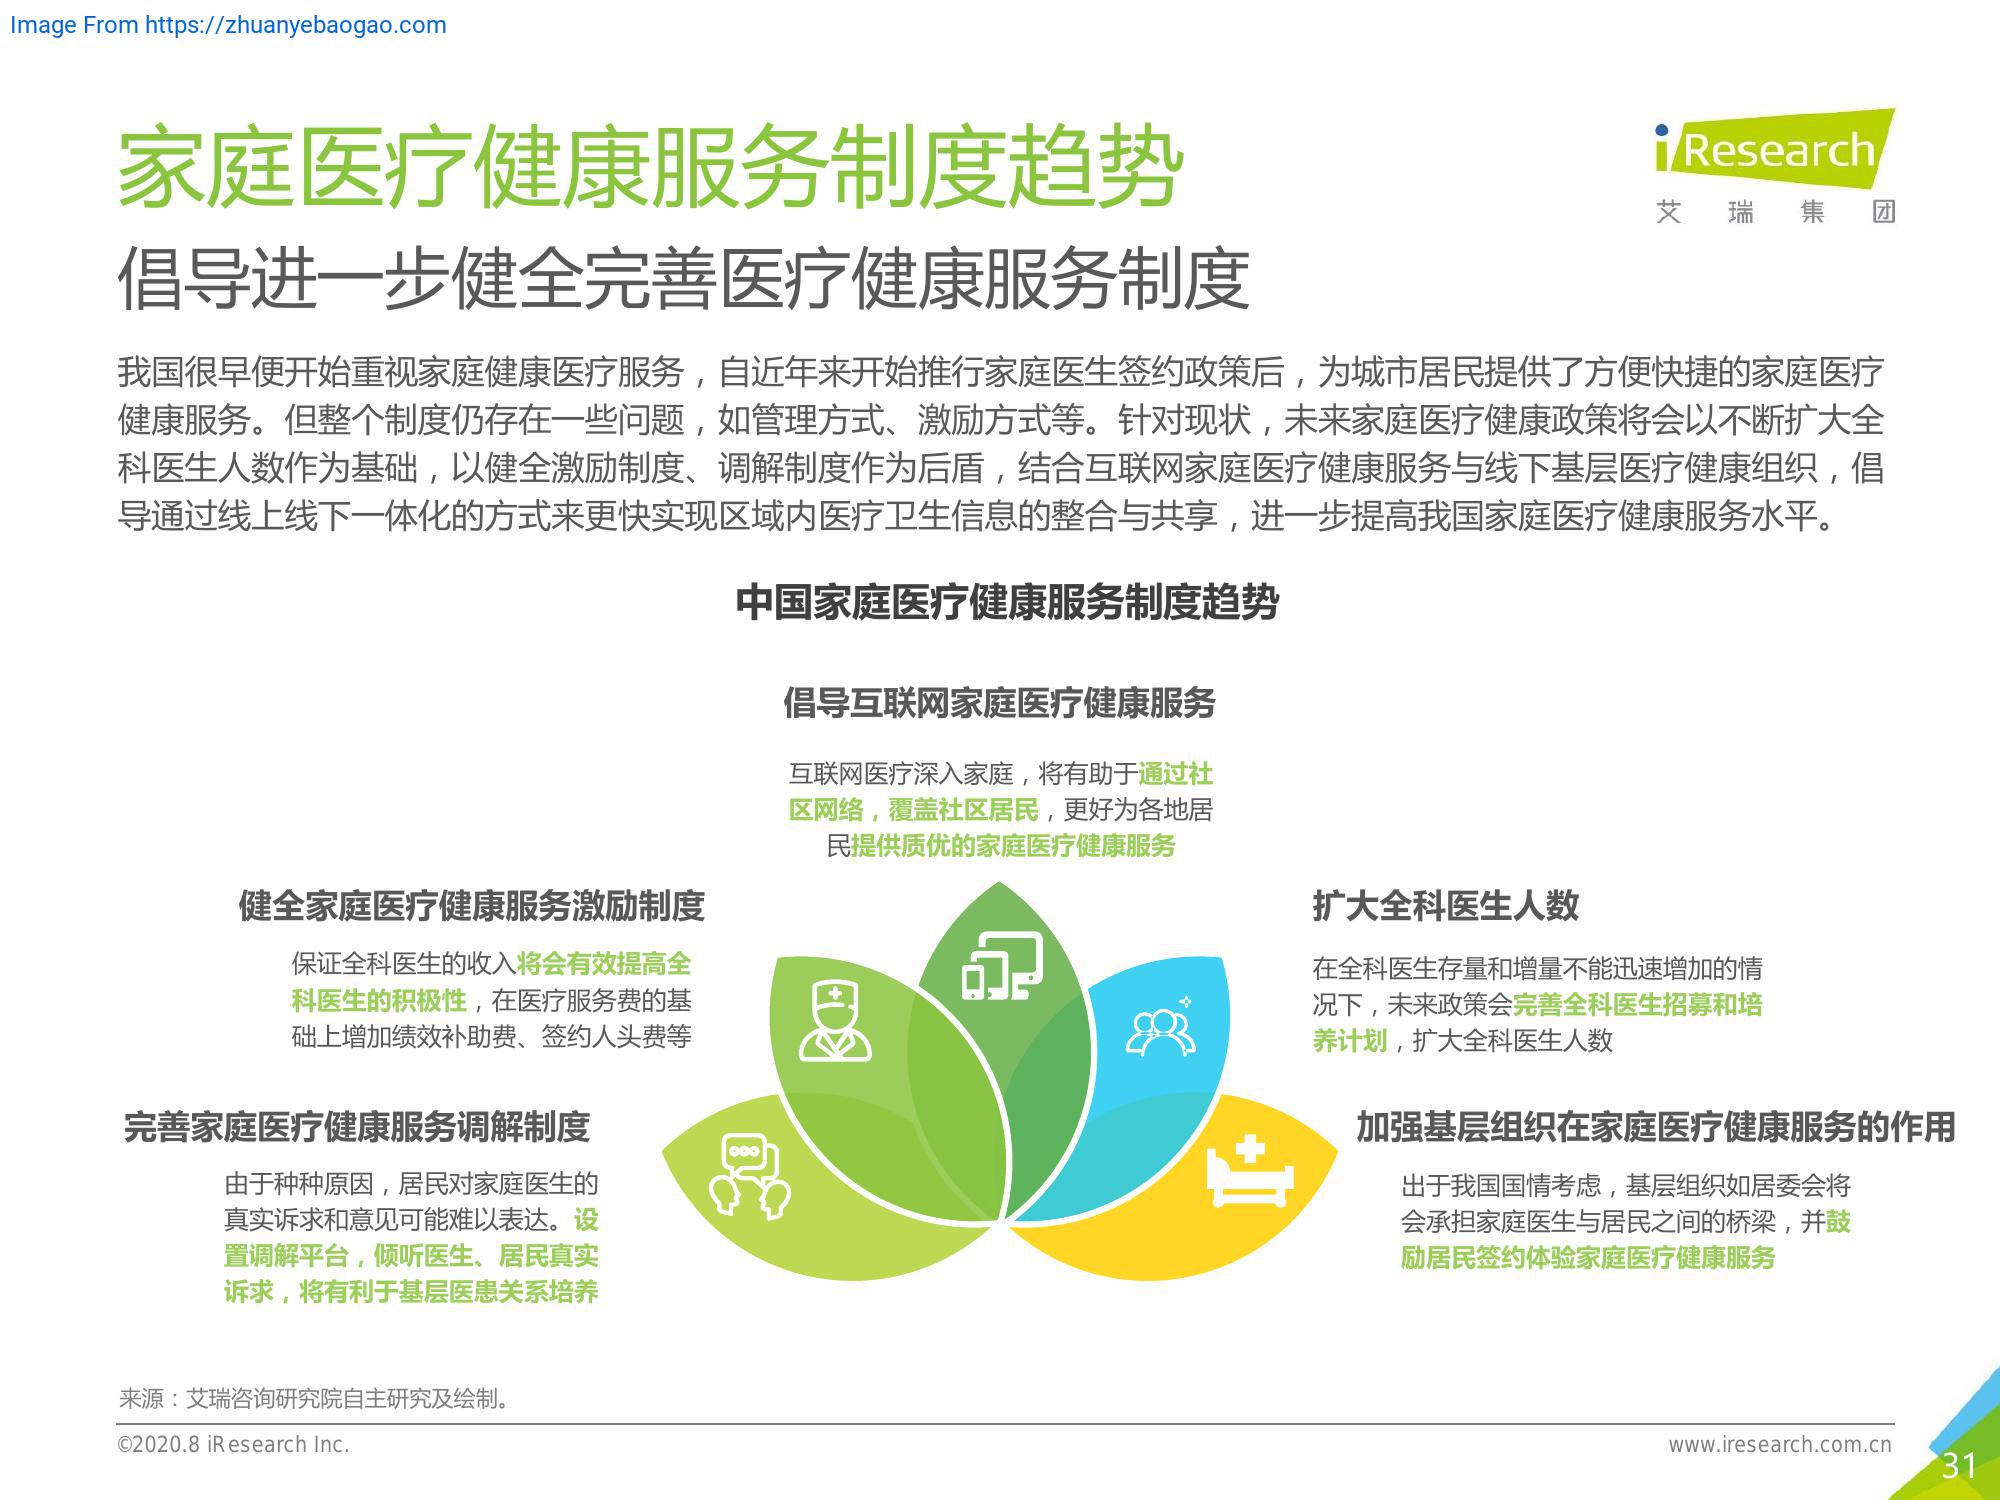 Image From https://zhuanyebaogao.com
家庭医疗健康服务制度趋势
iResearch
艾瑞集团
倡导进一步健全完善医疗健康服务制度
我国很早便开始重视家庭健康医疗服务，自近年来开始推行家庭医生签约政策后，为城市居民提供了方便快捷的家庭医疗
健康服务。但整个制度仍存在一些问题，如管理方式、激励方式等。针对现状，未来家庭医疗健康政策将会以不断扩大全
科医生人数作为基础，以健全激励制度、调解制度作为后盾，结合互联网家庭医疗健康服务与线下基层医疗健康组织，倡
导通过线上线下一体化的方式来更快实现区域内医疗卫生信息的整合与共享，进一步提高我国家庭医疗健康服务水平。
中国家庭医疗健康服务制度趋势
倡导互联网家庭医疗健康服务
互联网医疗深入家庭，将有助于通过社
区网络，覆盖社区居民，更好为各地居
民提供质优的家庭医疗健康服务
健全家庭医疗健康服务激励制度
保证全科医生的收入将会有效提高全
科医生的积极性，在医疗服务费的基
础上增加绩效补助费、签约人头费等
扩大全科医生人数
在全科医生存量和增量不能迅速增加的情
况下，未来政策会完善全科医生招募和培
养计划，扩大全科医生人数
完善家庭医疗健康服务调解制度
由于种种原因，居民对家庭医生的
真实诉求和意见可能难以表达。设
置调解平台，倾听医生、居民真实
诉求，将有利于基层医患关系培养
加强基层组织在家庭医疗健康服务的作用
出于我国国情考虑，基层组织如居委会将
会承担家庭医生与居民之间的桥梁，并鼓
励居民签约体验家庭医疗健康服务
来源：艾瑞咨询研究院自主研究及绘制。
©2020.8 iResearch Inc.
www.iresearch.com.cn
31